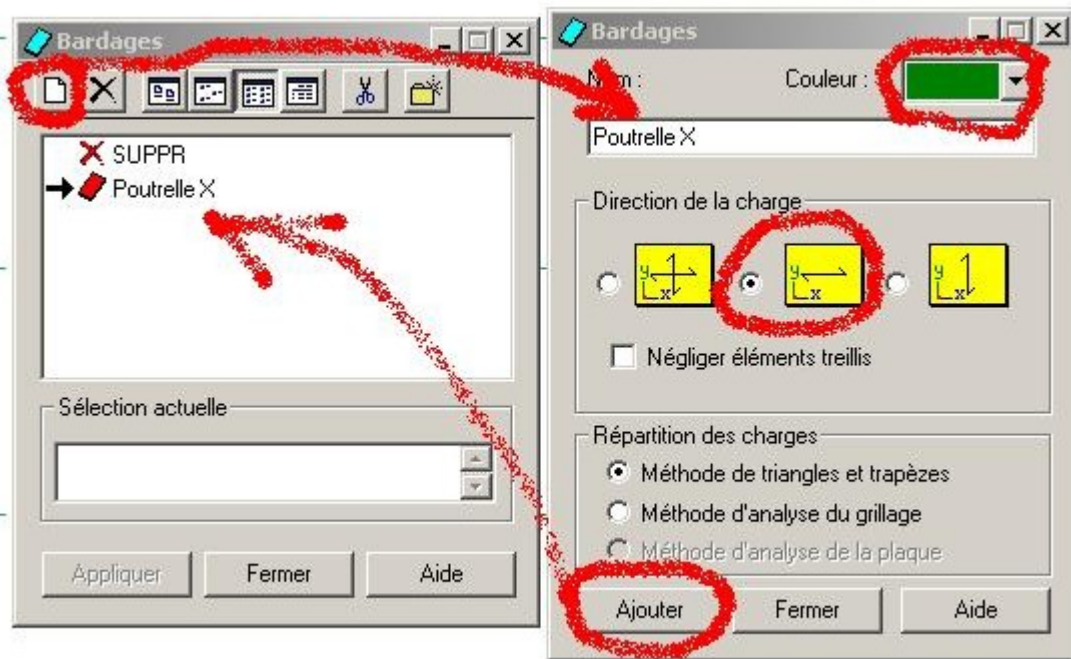 Bardages
SUPPR
Poutrelle X
Sélection actuelle
Appliquer Fermer Aide
Bardages
Couleur :
Poutrelle X
Direction de la charge
y x y x y x
Négliger éléments treillis
Répartition des charges
Méthode de triangles et trapèzes
Méthode d'analyse du grillage
Méthode d'analyse de la plaque
Ajouter Fermer Aide